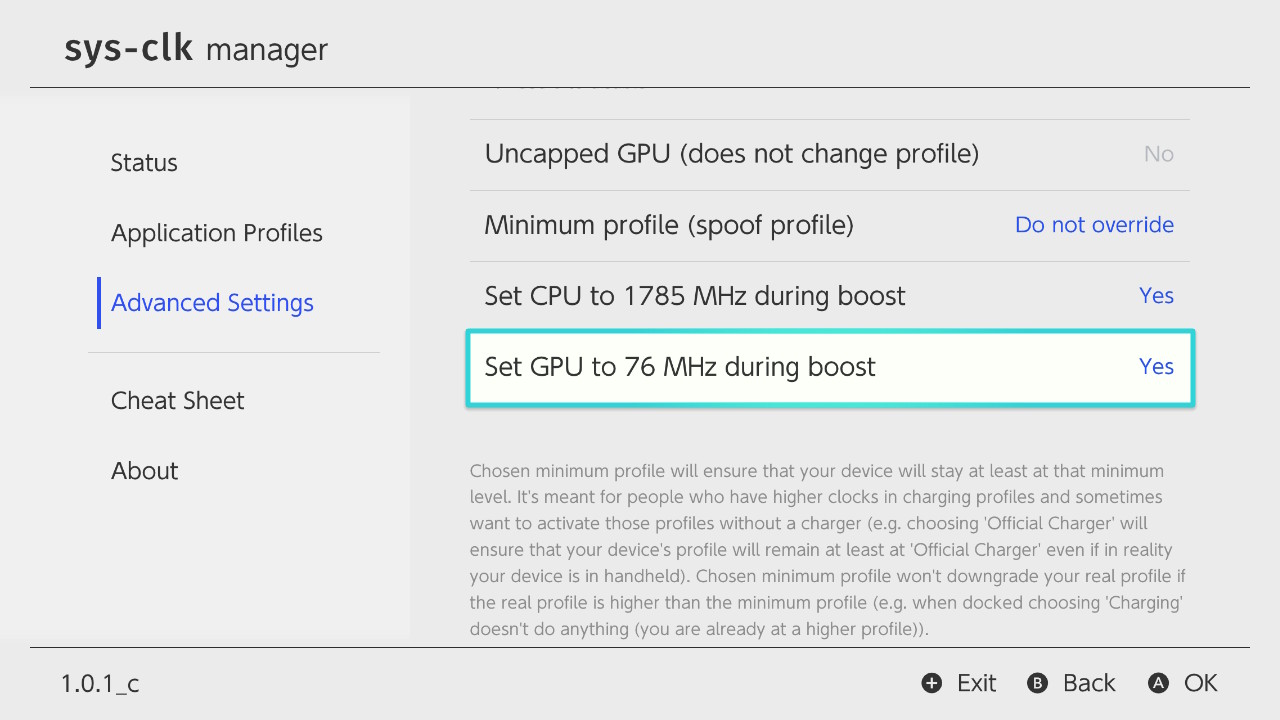 sys-clk manager
Status
Application Profiles
Advanced Settings
Cheat Sheet
About
Uncapped GPU (does not change profile) No
Minimum profile (spoof profile) Do not override
Set CPU to 1785 MHz during boost Yes
Set GPU to 76 MHz during boost Yes
Chosen minimum profile will ensure that your device will stay at least at that minimum
level. It's meant for people who have higher clocks in charging profiles and sometimes
want to activate those profiles without a charger (e.g. choosing 'Official Charger' will
ensure that your device's profile will remain at least at 'Official Charger' even if in reality
your device is in handheld). Chosen minimum profile won't downgrade your real profile if
the real profile is higher than the minimum profile (e.g. when docked choosing 'Charging'
doesn't do anything (you are already at a higher profile)).
1.0.1_c
+ Exit B Back A OK